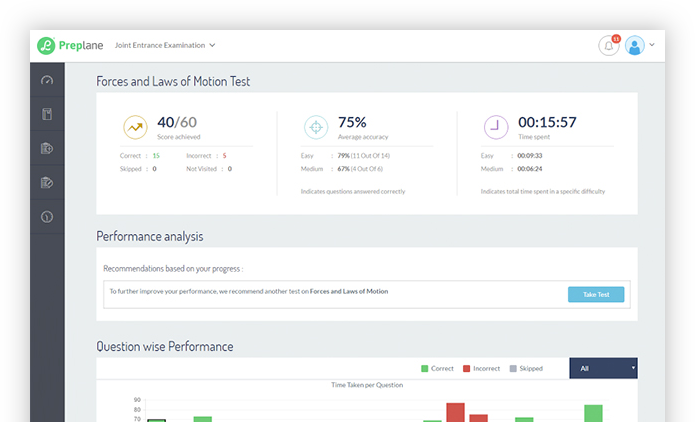 Preplane Joint Entrance Examination 11
Forces and Laws of Motion Test
40/60 75% 00:15:57
Score achieved Average accuracy Time spent
Correct : 15 Incorrect : 5 Easy : 79% (11 Out Of 14) Easy : 00:09:33
Skipped : 0 Not Visited : 0 Medium : 67% (4 Out Of 6) Medium : 00:06:24
Indicates questions answered correctly Indicates total time spent in a specific difficulty
Performance analysis
Recommendations based on your progress :
To further improve your performance, we recommend another test on Forces and Laws of Motion Take Test
Question wise Performance
Correct Incorrect Skipped All
Time Taken per Question
90
80
70